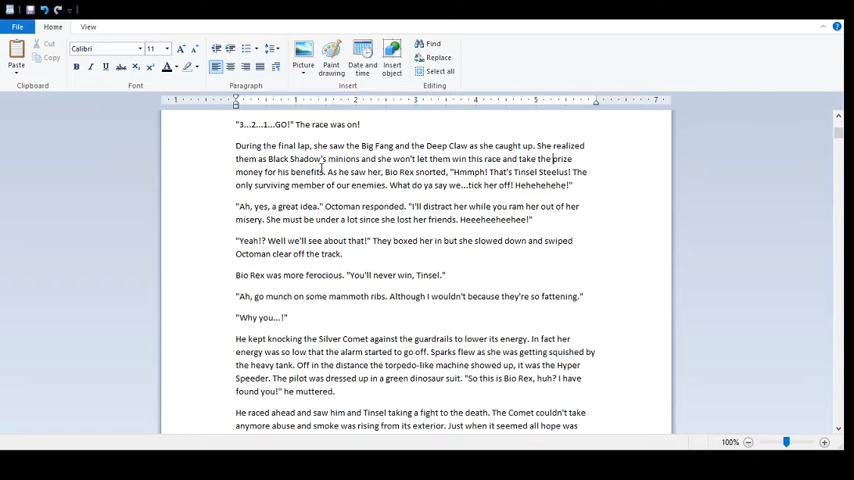 File
Home
View
Paste
Cut
Copy
Clipboard
Calibri
11
Font
Paragraph
Picture
Paint drawing
Date and time
Insert object
Insert
Find
Replace
Select all
Editing
1 1 2 3 4 5 6 7
"3...2...1...GO!" The race was on!
During the final lap, she saw the Big Fang and the Deep Claw as she caught up. She realized
them as Black Shadow's minions and she won't let them win this race and take the prize
money for his benefits. As he saw her, Bio Rex snorted, "Hmmph! That's Tinsel Steelus! The
only surviving member of our enemies. What do ya say we...tick her off! Hehehehehe!"
"Ah, yes, a great idea." Octoman responded. "I'll distract her while you ram her out of her
misery. She must be under a lot since she lost her friends. Heeeheeheehee!"
"Yeah!? Well we'll see about that!" They boxed her in but she slowed down and swiped
Octoman clear off the track.
Bio Rex was more ferocious. "You'll never win, Tinsel."
"Ah, go munch on some mammoth ribs. Although I wouldn't because they're so fattening."
"Why you...!"
He kept knocking the Silver Comet against the guardrails to lower its energy. In fact her
energy was so low that the alarm started to go off. Sparks flew as she was getting squished by
the heavy tank. Off in the distance the torpedo-like machine showed up, it was the Hyper
Speeder. The pilot was dressed up in a green dinosaur suit. "So this is Bio Rex, huh? I have
found you!" he muttered.
He raced ahead and saw him and Tinsel taking a fight to the death. The Comet couldn't take
anymore abuse and smoke was rising from its exterior. Just when it seemed all hope was
100%